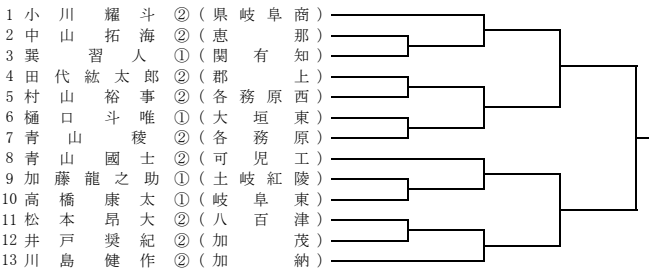 1 小川耀斗 ② (県岐阜商)
2 中山拓海 ② (恵那)
3 巽習人 ① (関有知)
4 田代紘太郎 ② (郡上)
5 村山裕事 ② (各務原西)
6 樋口斗唯 ① (大垣東)
7 青山稜 ② (各務原)
8 青山國士 ② (可児工)
9 加藤龍之助 ① (土岐紅陵)
10 高橋康太 ① (岐阜東)
11 松本昂大 ② (八百津)
12 井戸奨紀 ② (加茂)
13 川島健作 ② (加納)